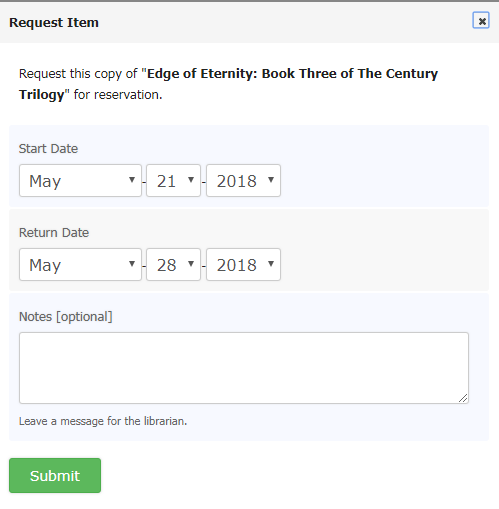 Request Item
Request this copy of "Edge of Eternity: Book Three of The Century
Trilogy" for reservation.
Start Date
May - 21 - 2018
Return Date
May - 28 - 2018
Notes [optional]
Leave a message for the librarian.
Submit